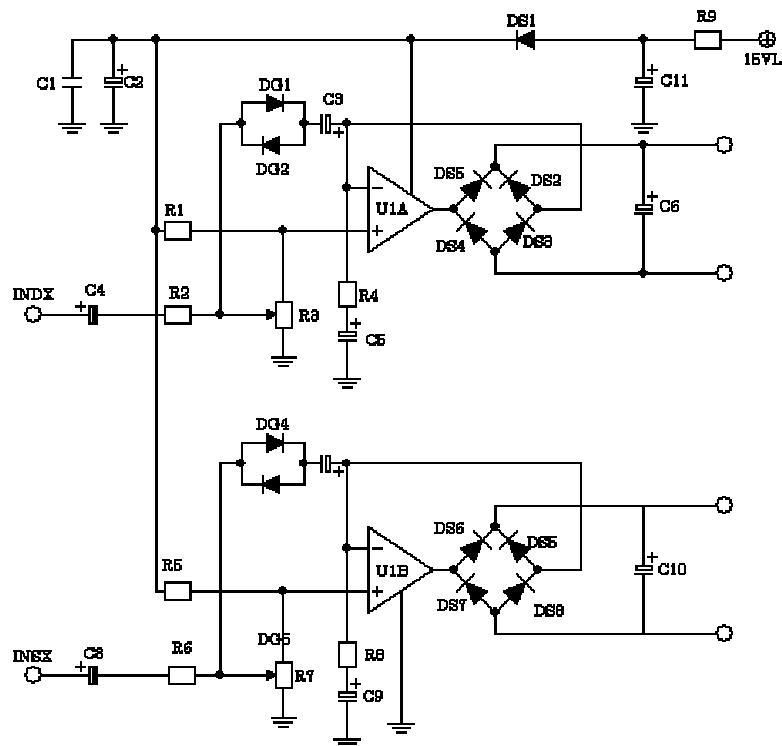 DS1
R9
15VL
C1
C2
DG1
C3
C11
DG2
DS5
DS2
U1A
C6
R1
DS4
DS3
INDX
C4
R2
R4
R3
C5
DG4
DS6
DS5
R5
U1B
C10
DS7
DS8
INSX
C8
R6
DG5
R8
R7
C9